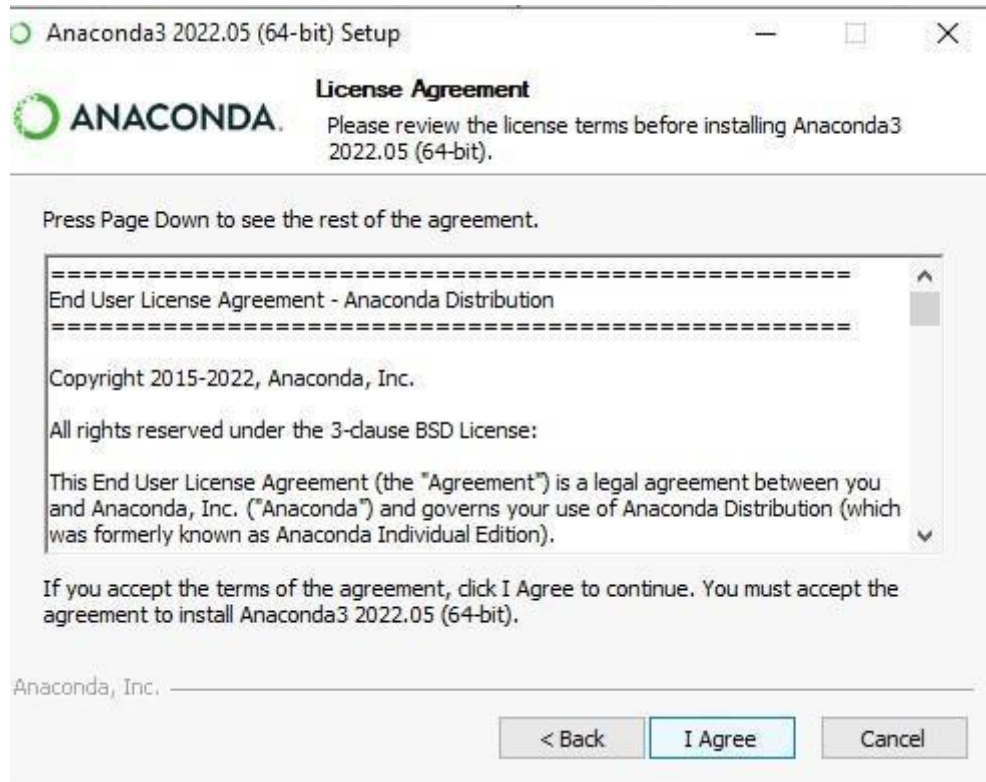 Anaconda3 2022.05 (64-bit) Setup
ANACONDA.
License Agreement
Please review the license terms before installing Anaconda3
2022.05 (64-bit).
Press Page Down to see the rest of the agreement.
==================================================
End User License Agreement - Anaconda Distribution
==================================================
Copyright 2015-2022, Anaconda, Inc.
All rights reserved under the 3-clause BSD License:
This End User License Agreement (the "Agreement") is a legal agreement between you
and Anaconda, Inc. ("Anaconda") and governs your use of Anaconda Distribution (which
was formerly known as Anaconda Individual Edition).
If you accept the terms of the agreement, click I Agree to continue. You must accept the
agreement to install Anaconda3 2022.05 (64-bit).
Anaconda, Inc.
< Back
I Agree
Cancel